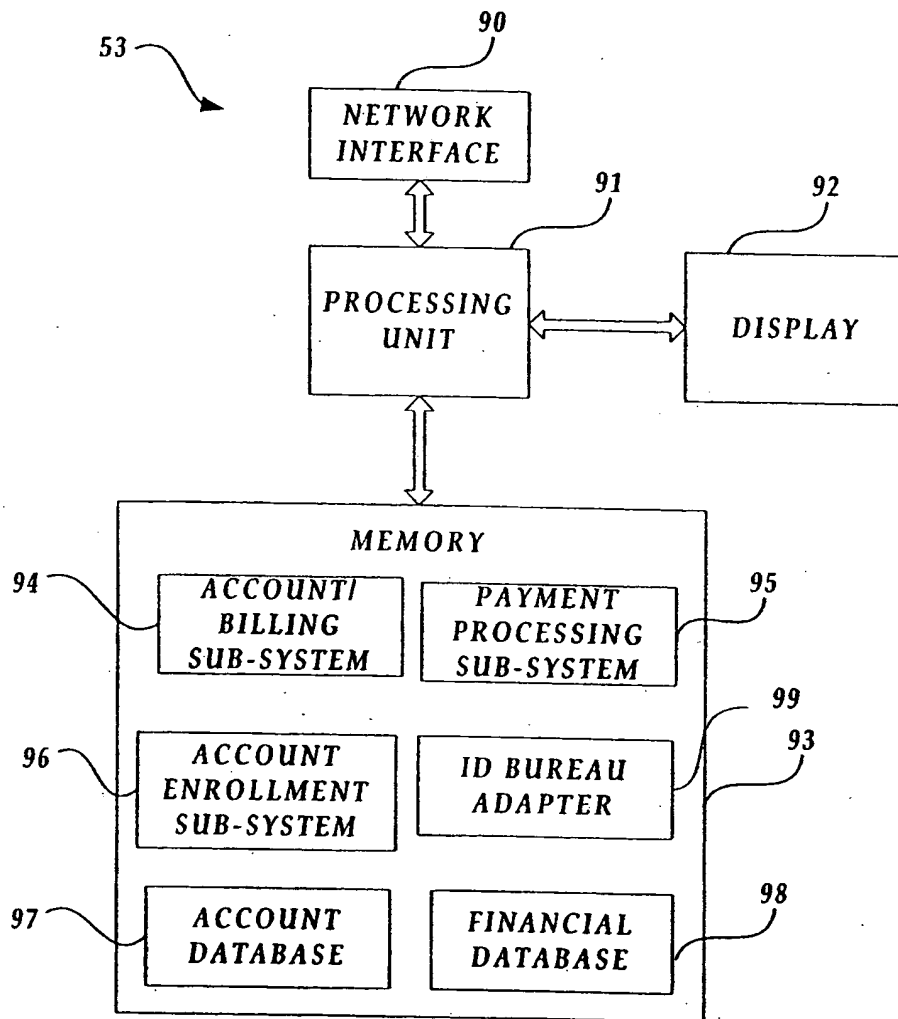 53
90
NETWORK
INTERFACE
91
92
PROCESSING
UNIT
DISPLAY
MEMORY
94
ACCOUNT/
BILLING
SUB-SYSTEM
PAYMENT
PROCESSING
SUB-SYSTEM
95
99
93
96
ACCOUNT
ENROLLMENT
SUB-SYSTEM
ID BUREAU
ADAPTER
97
ACCOUNT
DATABASE
FINANCIAL
DATABASE
98